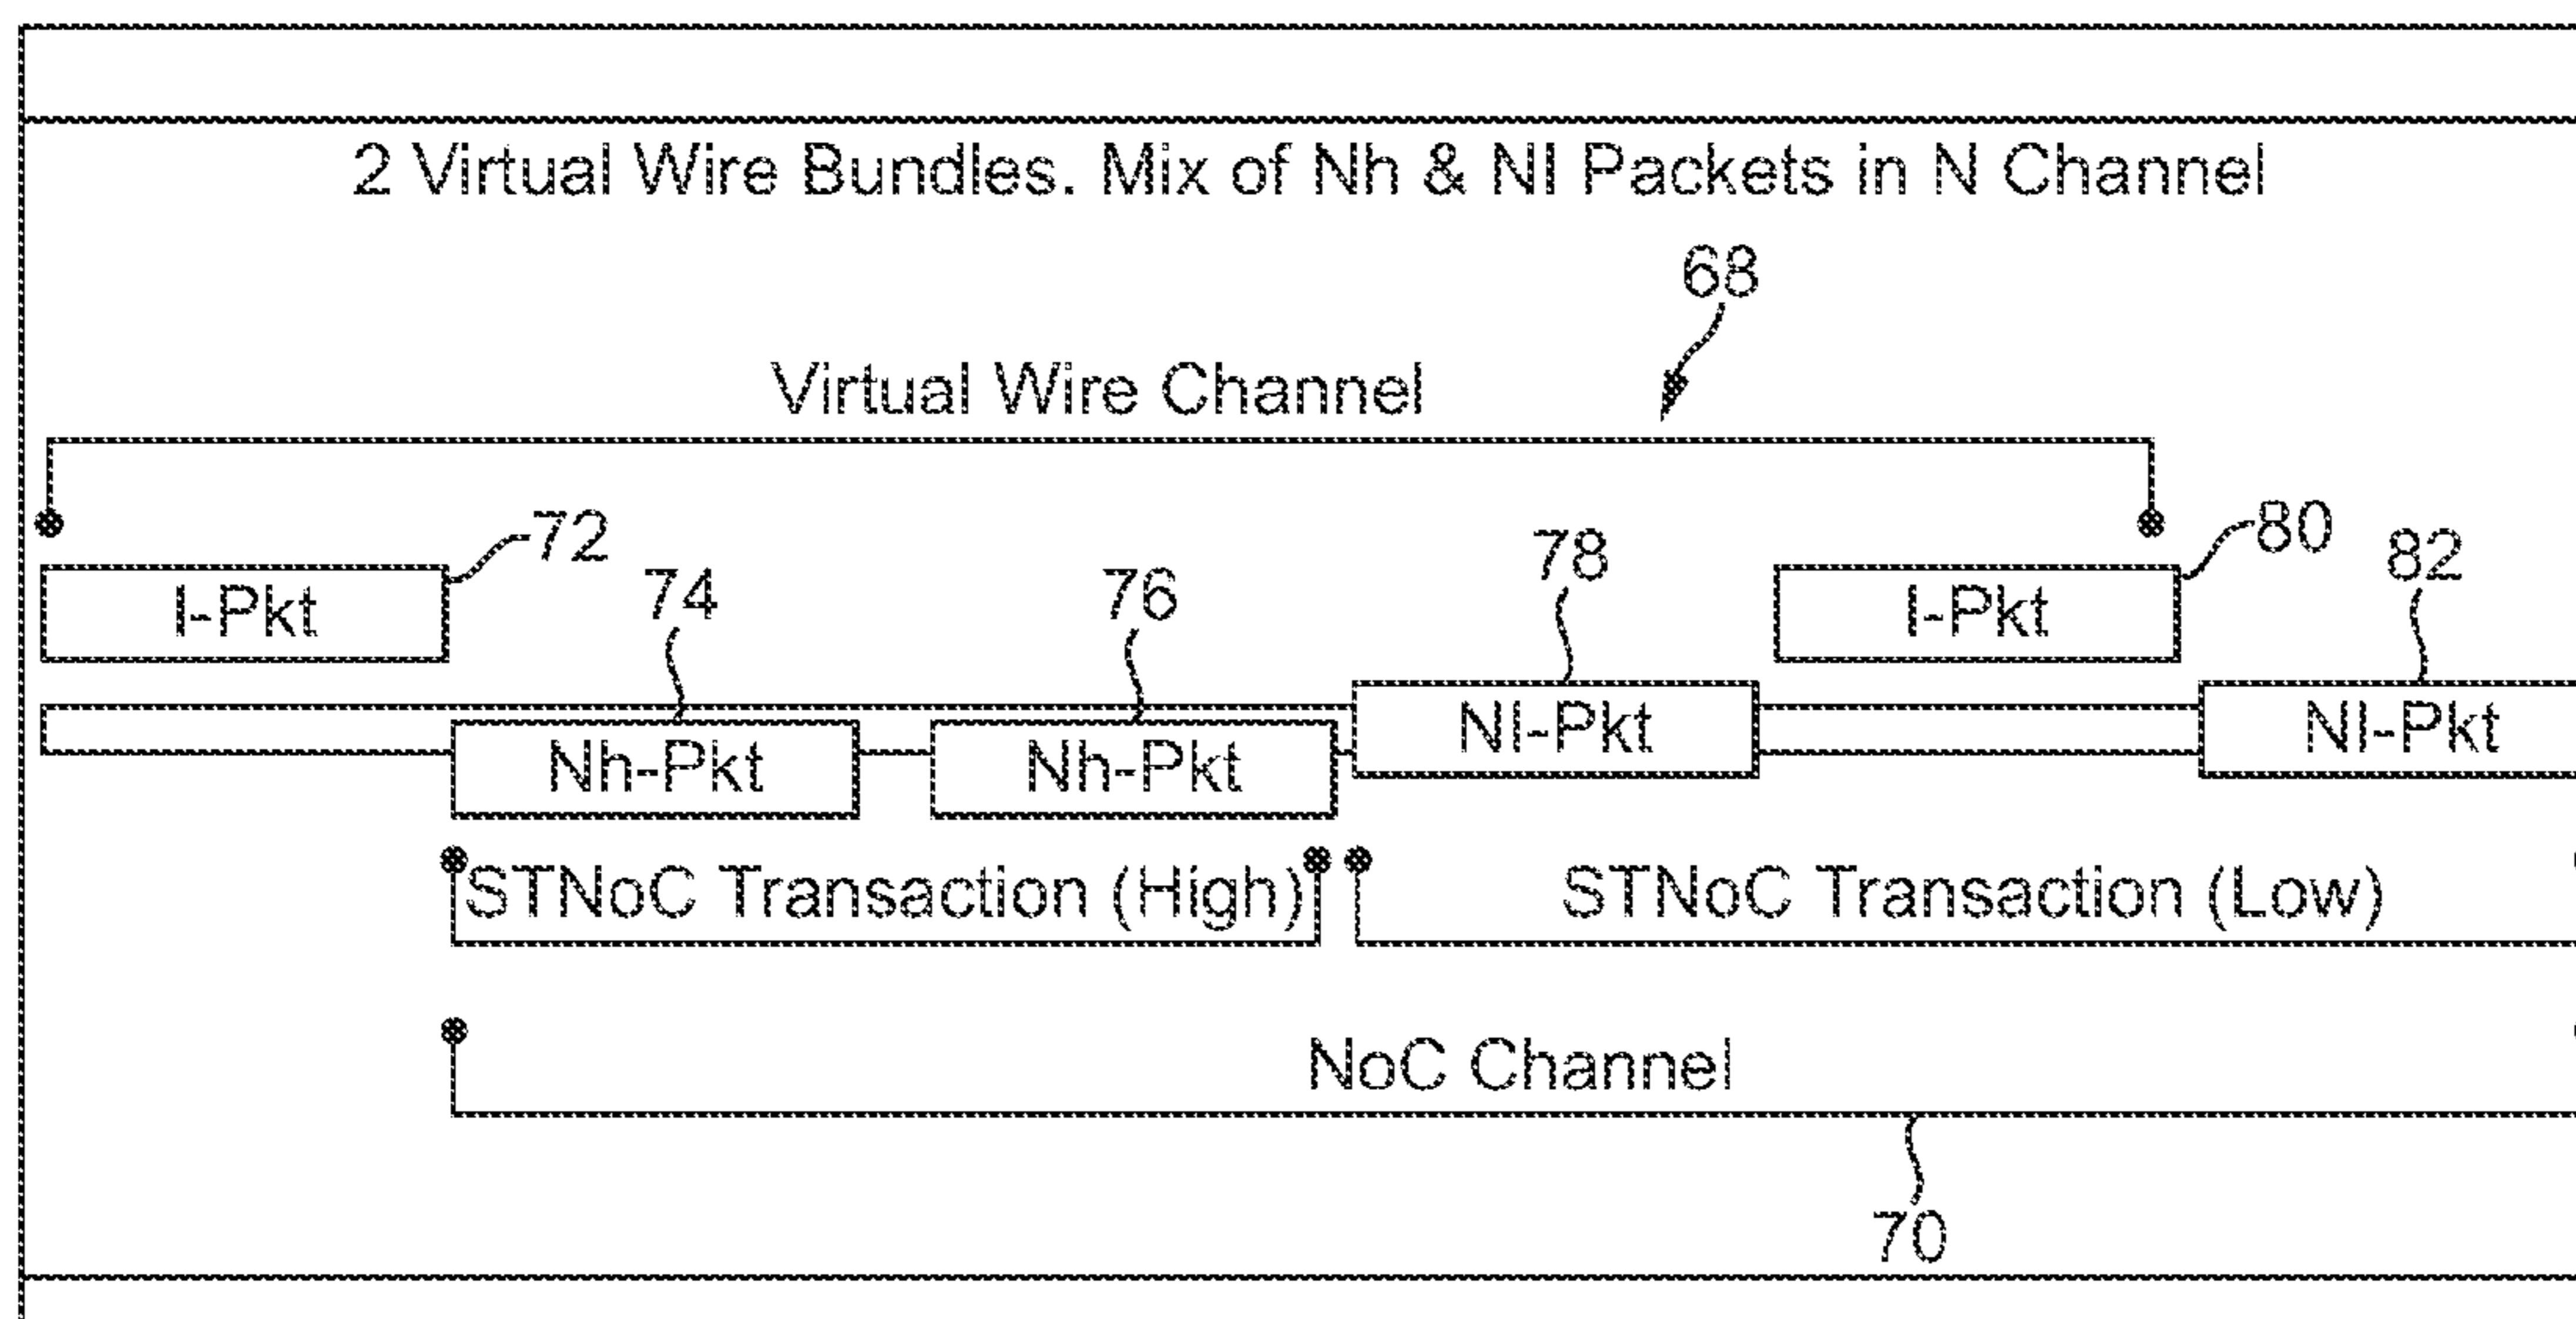 2 Virtual Wire Bundles. Mix of Nh & Nl Packets in N Channel
68
Virtual Wire Channel
72
80
I-Pkt
74
76
78
I-Pkt
82
Nh-Pkt
Nh-Pkt
Nl-Pkt
Nl-Pkt
STNoC Transaction (High)
STNoC Transaction (Low)
NoC Channel
70